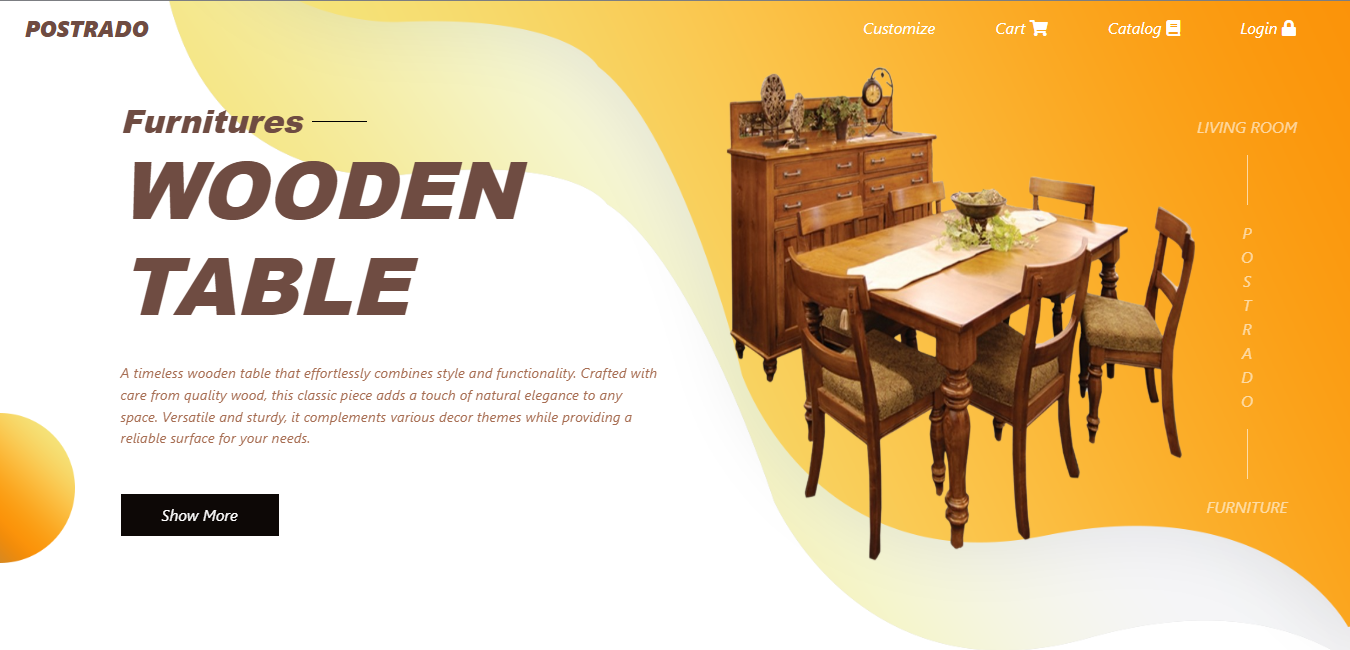 POSTRADO
Customize
Cart
Catalog
Login
Furnitures
WOODEN
TABLE
A timeless wooden table that effortlessly combines style and functionality. Crafted with
care from quality wood, this classic piece adds a touch of natural elegance to any
space. Versatile and sturdy, it complements various decor themes while providing a
reliable surface for your needs.
Show More
LIVING ROOM
P
O
S
T
R
A
D
O
FURNITURE